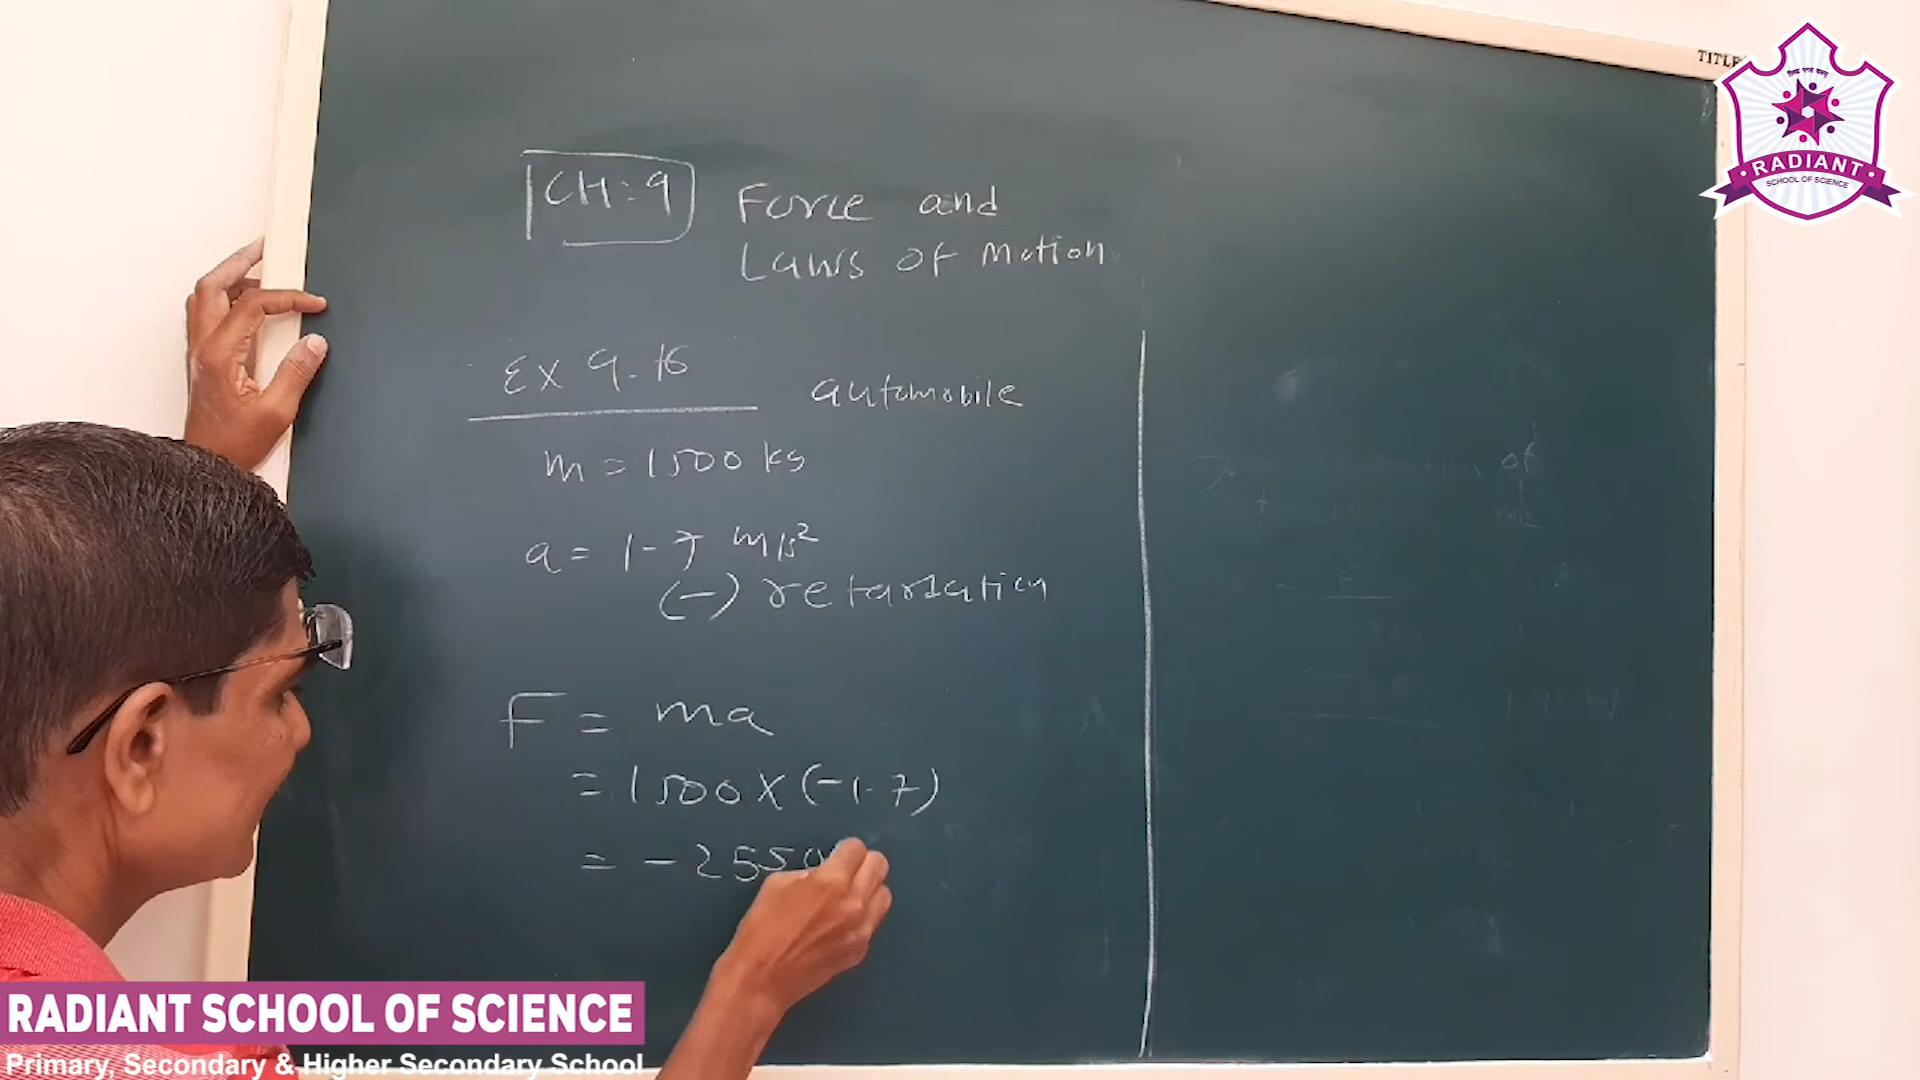 TITLE
RADIANT
SCHOOL OF SCIENCE
CH:9 Force and
Laws of motion
Ex 9.16 automobile
m = 1500 kg
a = 1.7 m/s²
(-) retardation
F = ma
= 1500 X (-1.7)
= -2550
of
RADIANT SCHOOL OF SCIENCE
Primary, Secondary & Higher Secondary School